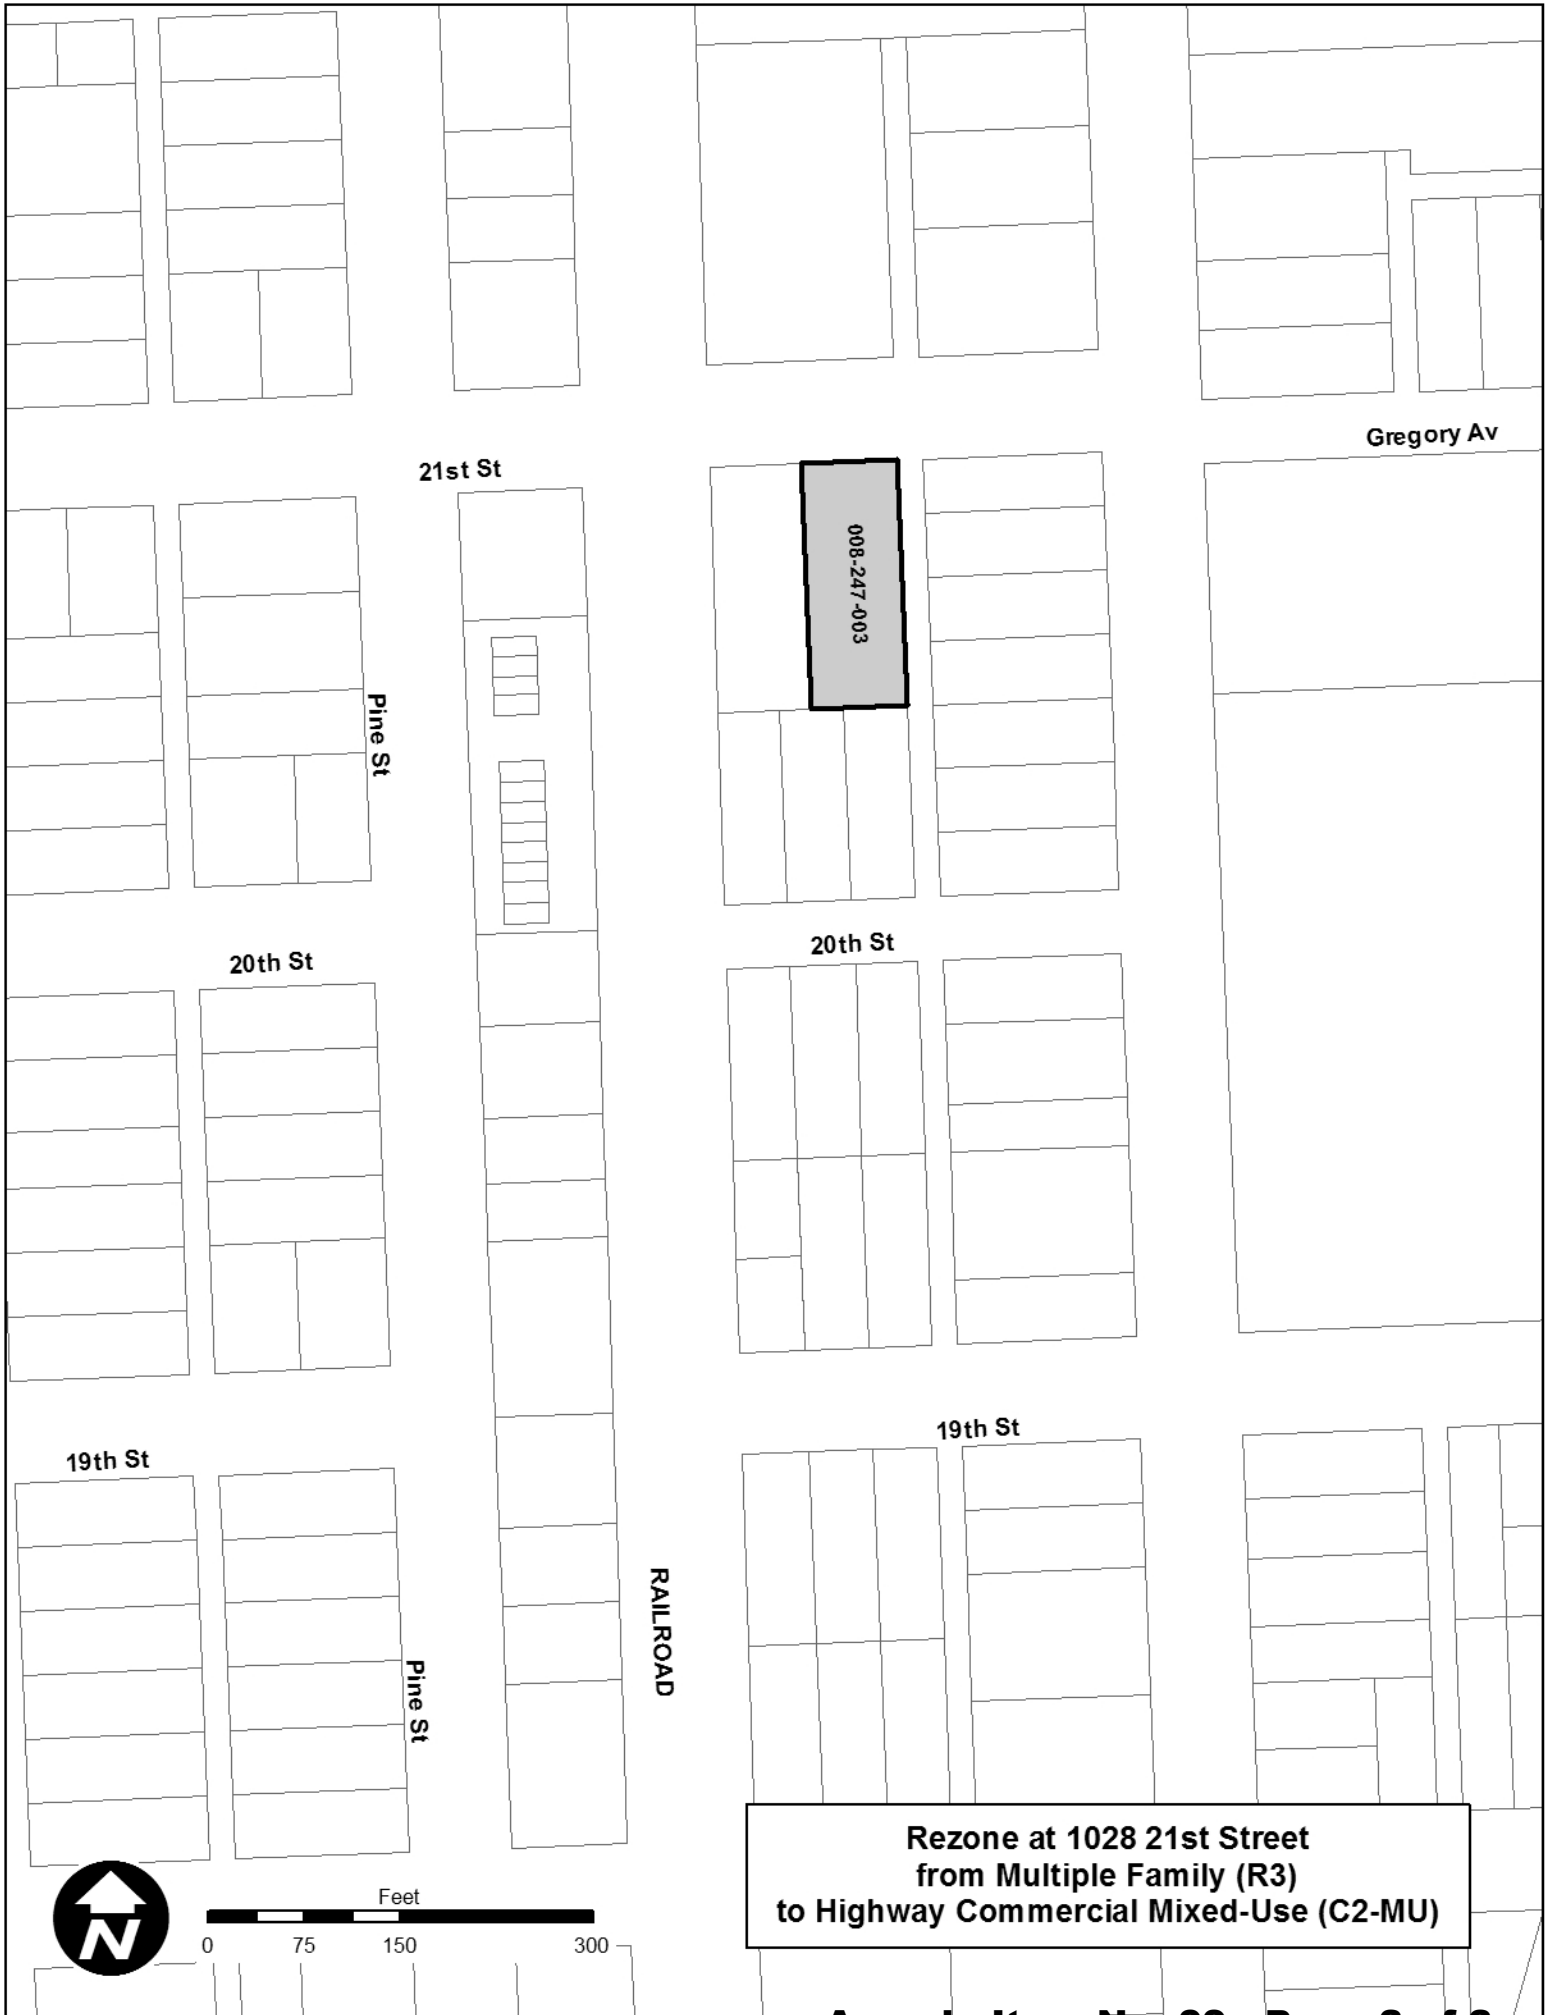 Gregory Av
21st St
008-247-003
Pine St
20th St
20th St
19th St
19th St
RAILROAD
Pine St
Rezone at 1028 21st Street
from Multiple Family (R3)
to Highway Commercial Mixed-Use (C2-MU)
N
Feet
0 75 150 300